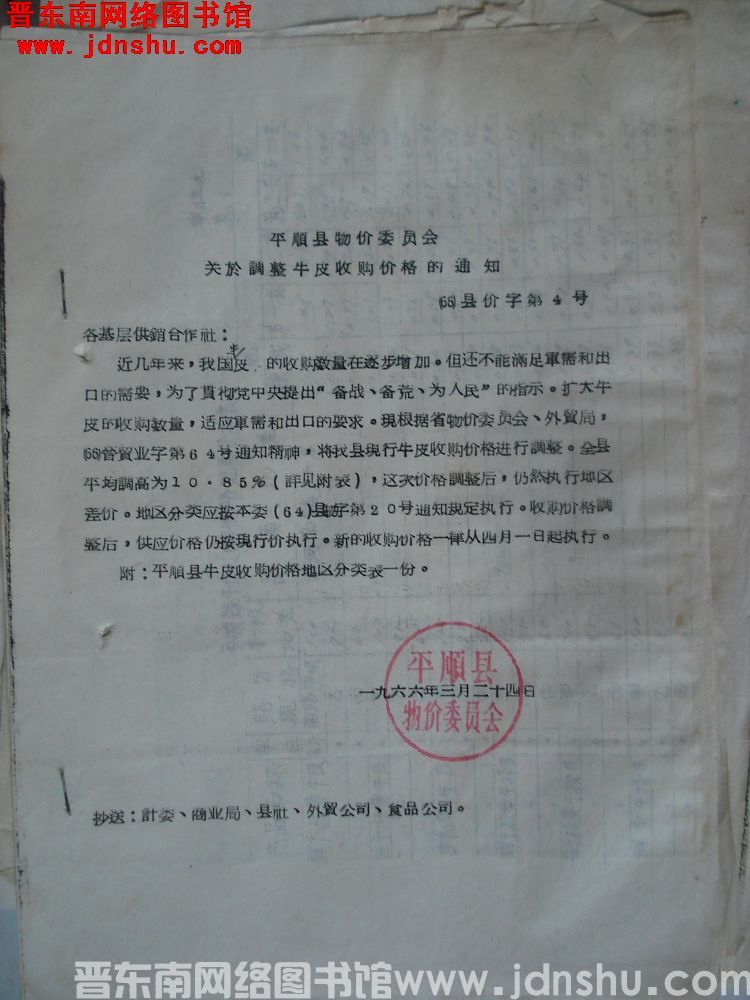 晋东南网络图书馆
www.jdnshu.com
平順县物价委员会
关於調整牛皮收购价格的通知
(66)县价字第4号
各基层供銷合作社：
近几年来，我国牛皮的收购数量在逐步增加。但还不能滿足軍需和出
口的需要，为了貫彻党中央提出“备战、备荒、为人民”的指示。扩大牛
皮的收购数量，适应軍需和出口的要求。現根据省物价委员会、外貿局，
(66)管貿业字第64号通知精神，将我县現行牛皮收购价格进行調整。全县
平均調高为10·85％(詳见附表)，这次价格調整后，仍然执行地区
差价。地区分类应按本委(64)县字第20号通知規定执行。收购价格調
整后，供应价格仍按現行价执行。新的收购价格一律从四月一日起执行。
附：平順县牛皮收购价格地区分类表一份。
平順县
物价委员会
一九六六年三月二十四日
抄送：計委、商业局、县社、外貿公司、食品公司。
晋东南网络图书馆www.jdnshu.com